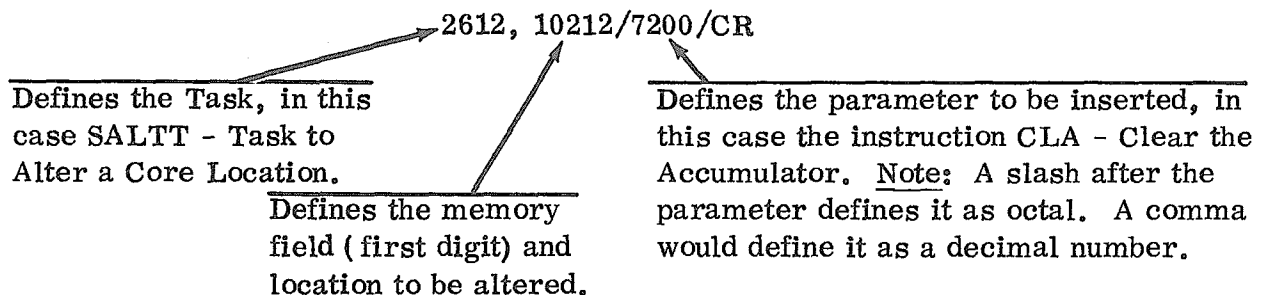 2612, 10212/7200/CR
Defines the Task, in this
case SALTT - Task to
Alter a Core Location.
Defines the memory
field (first digit) and
location to be altered.
Defines the parameter to be inserted, in
this case the instruction CLA - Clear the
Accumulator. Note: A slash after the
parameter defines it as octal. A comma
would define it as a decimal number.